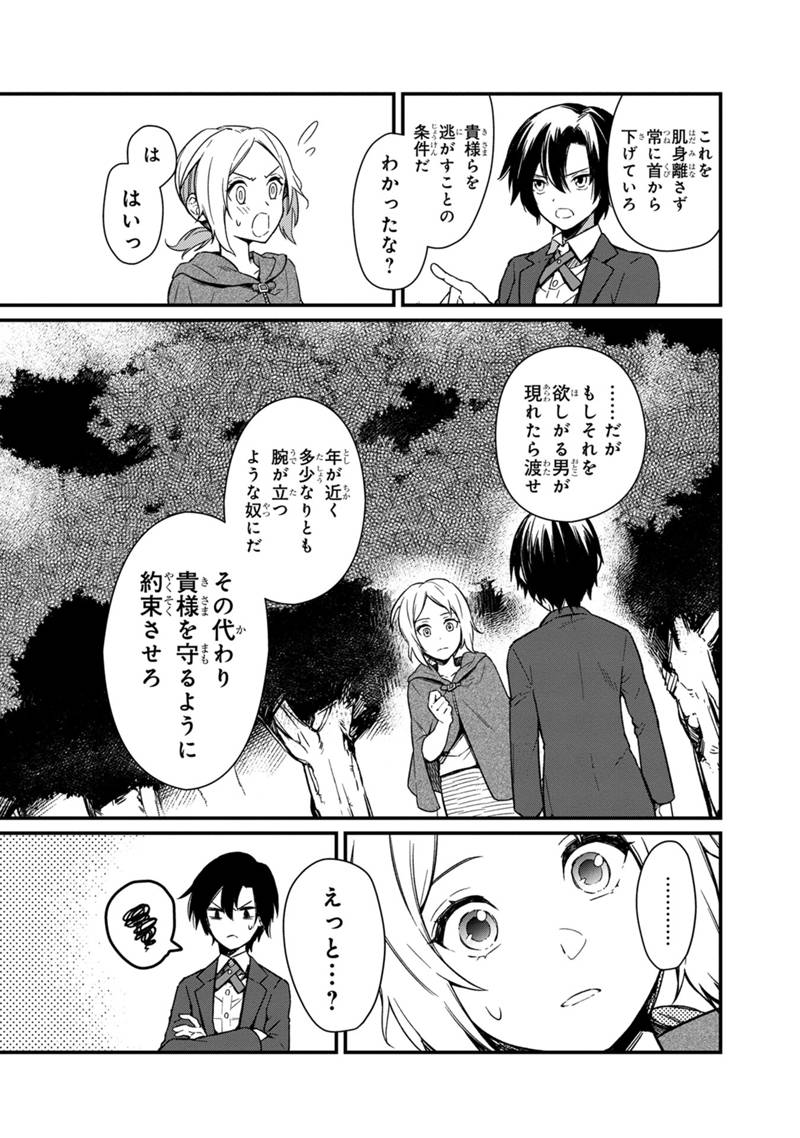 これを
肌身離さず
常に首から
下げていろ
貴様らを
逃がすことの
条件だ
わかったな?
は
はいっ
……だが
もしそれを
欲しがる男が
現れたら渡せ
年が近く
多少なりとも
腕が立つ
ような奴にだ
その代わり
貴様を守るように
約束させろ
………
えっと…?